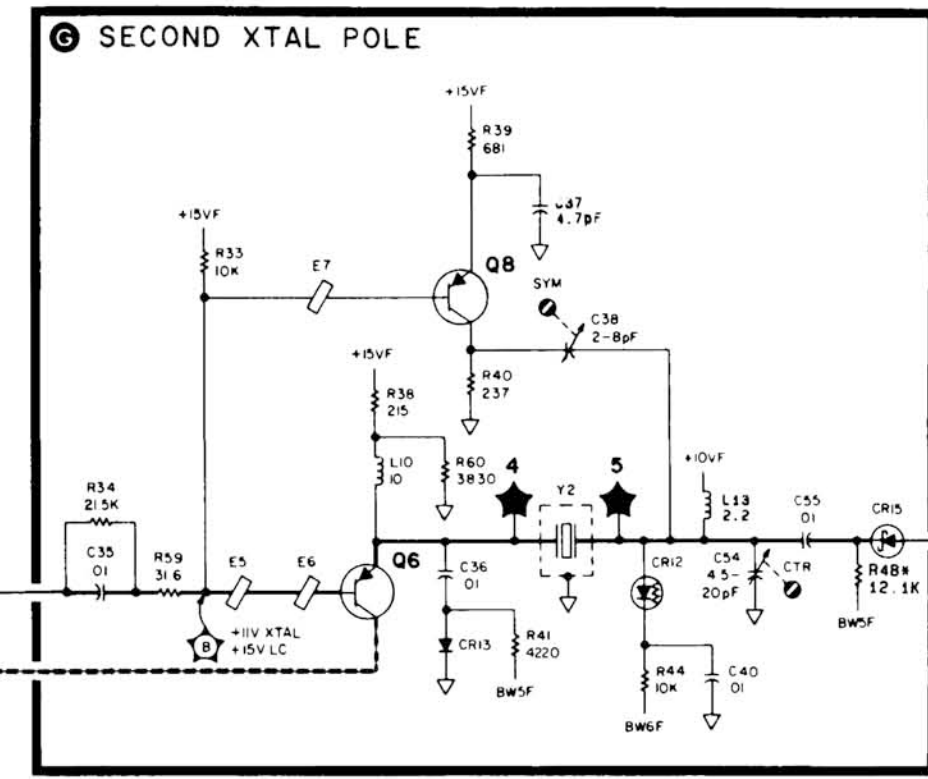 G SECOND XTAL POLE
+15VF
R39
681
C37
4.7pF
+15VF
R33
10K
E7
Q8
SYM
C38
2-8pF
+15VF
R38
215
R40
237
L10
10
R60
3830
4
5
Y2
+10VF
L13
2.2
C55
.01
CR15
R34
21.5K
C35
.01
R59
31.6
E5
E6
Q6
C36
.01
CR12
C54
4.5-
20pF
CTR
R48*
12.1K
BW5F
B
+11V XTAL
+15V LC
CR13
R41
4220
BW5F
R44
10K
C40
.01
BW6F